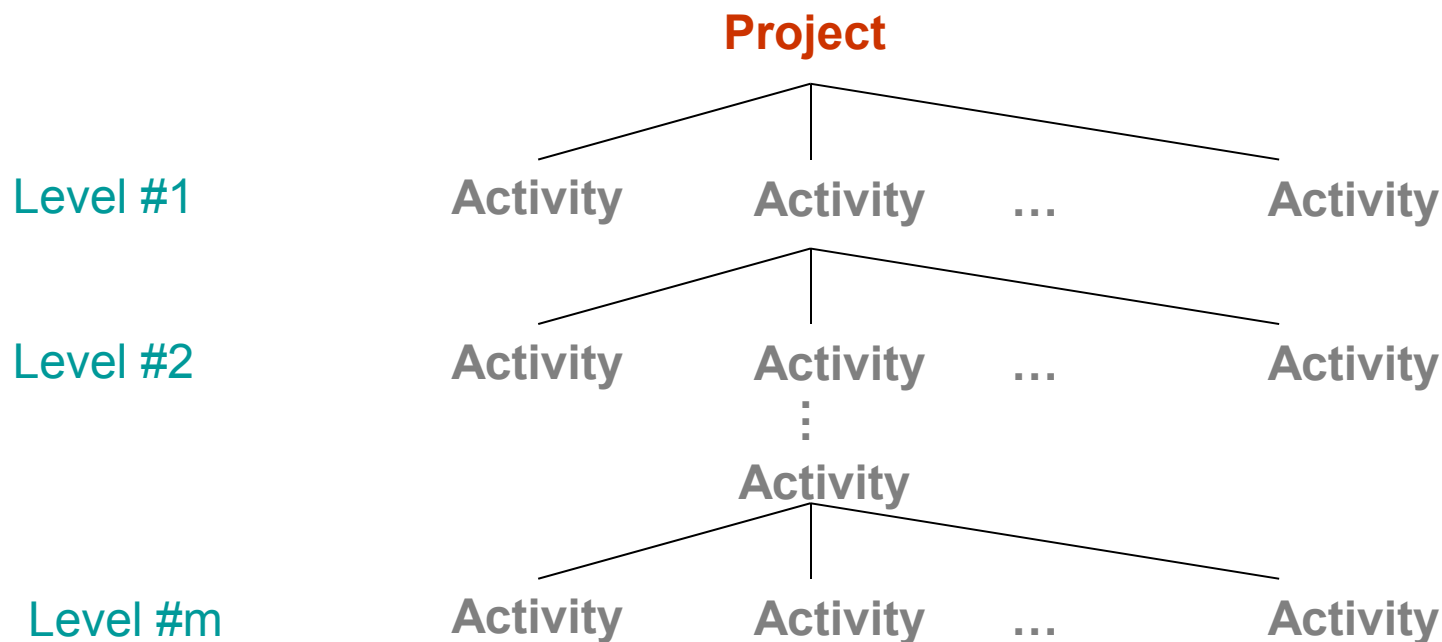 Project
Level #1 Activity Activity … Activity
Level #2 Activity Activity … Activity
⋮
Activity
Level #m Activity Activity … Activity